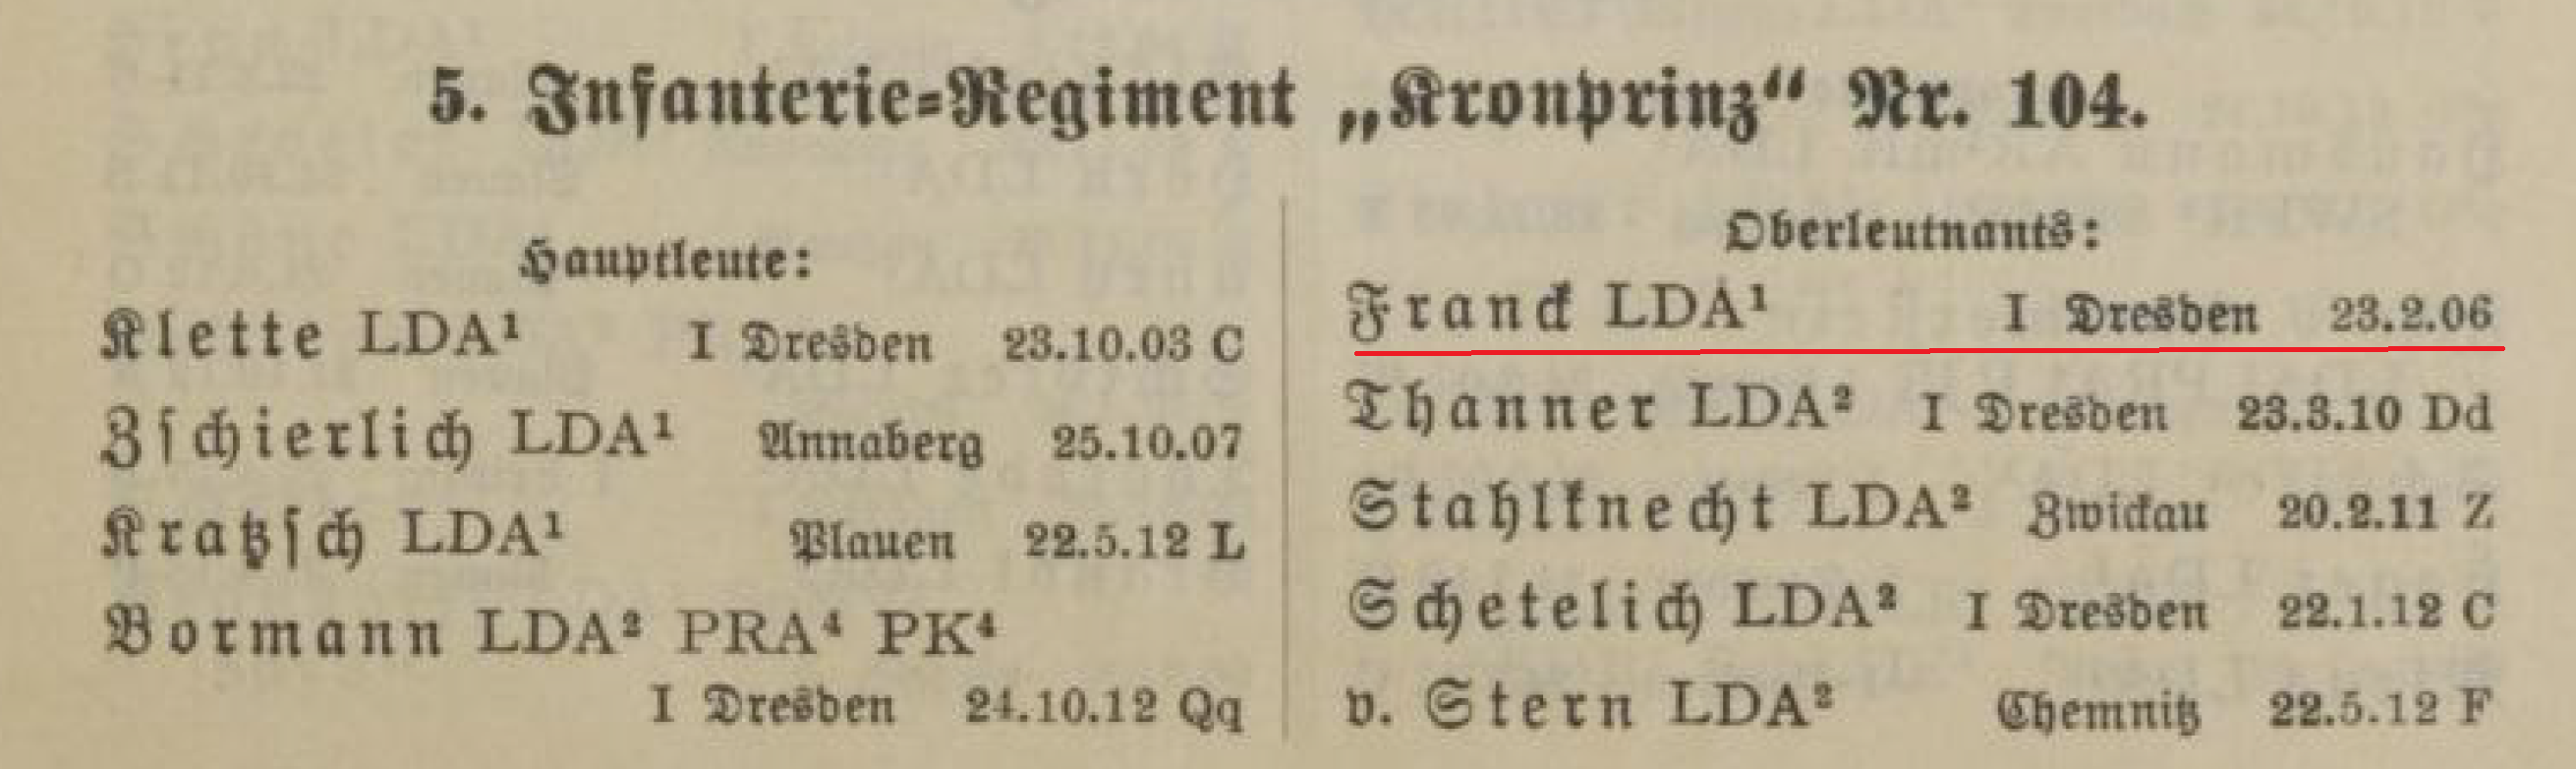 5. Infanterie-Regiment „Kronprinz“ Nr. 104.
Hauptleute:
Klette LDA¹ I Dresden 23.10.03 C
Zschierlich LDA¹ Annaberg 25.10.07
Kratzsch LDA¹ Plauen 22.5.12 L
Bormann LDA² PRA⁴ PK⁴
I Dresden 24.10.12 Qq
Oberleutnants:
Franck LDA¹ I Dresden 23.2.06
Thanner LDA² I Dresden 23.3.10 Dd
Stahlknecht LDA² Zwickau 20.2.11 Z
Schetelich LDA² I Dresden 22.1.12 C
v. Stern LDA² Chemnitz 22.5.12 F